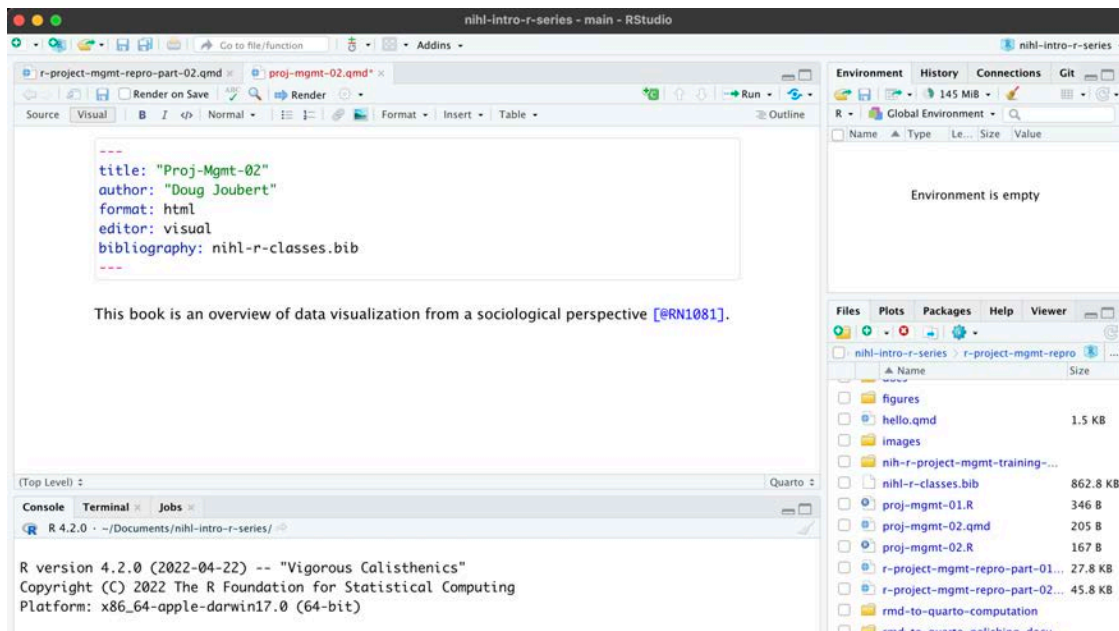 nihl-intro-r-series - main - RStudio
Go to file/function
Addins
nihl-intro-r-series
r-project-mgmt-repro-part-02.qmd
proj-mgmt-02.qmd*
Render on Save
Render
Run
Source
Visual
B I </> Normal
Format
Insert
Table
Outline
---
title: "Proj-Mgmt-02"
author: "Doug Joubert"
format: html
editor: visual
bibliography: nihl-r-classes.bib
---
This book is an overview of data visualization from a sociological perspective [@RN1081].
(Top Level)
Quarto
Console Terminal Jobs
R 4.2.0 · ~/Documents/nihl-intro-r-series/
R version 4.2.0 (2022-04-22) -- "Vigorous Calisthenics"
Copyright (C) 2022 The R Foundation for Statistical Computing
Platform: x86_64-apple-darwin17.0 (64-bit)
Environment History Connections Git
145 MiB
R Global Environment
Name Type Le... Size Value
Environment is empty
Files Plots Packages Help Viewer
nihl-intro-r-series > r-project-mgmt-repro ...
Name Size
figures
hello.qmd 1.5 KB
images
nih-r-project-mgmt-training-...
nihl-r-classes.bib 862.8 KB
proj-mgmt-01.R 346 B
proj-mgmt-02.qmd 205 B
proj-mgmt-02.R 167 B
r-project-mgmt-repro-part-01... 27.8 KB
r-project-mgmt-repro-part-02... 45.8 KB
rmd-to-quarto-computation